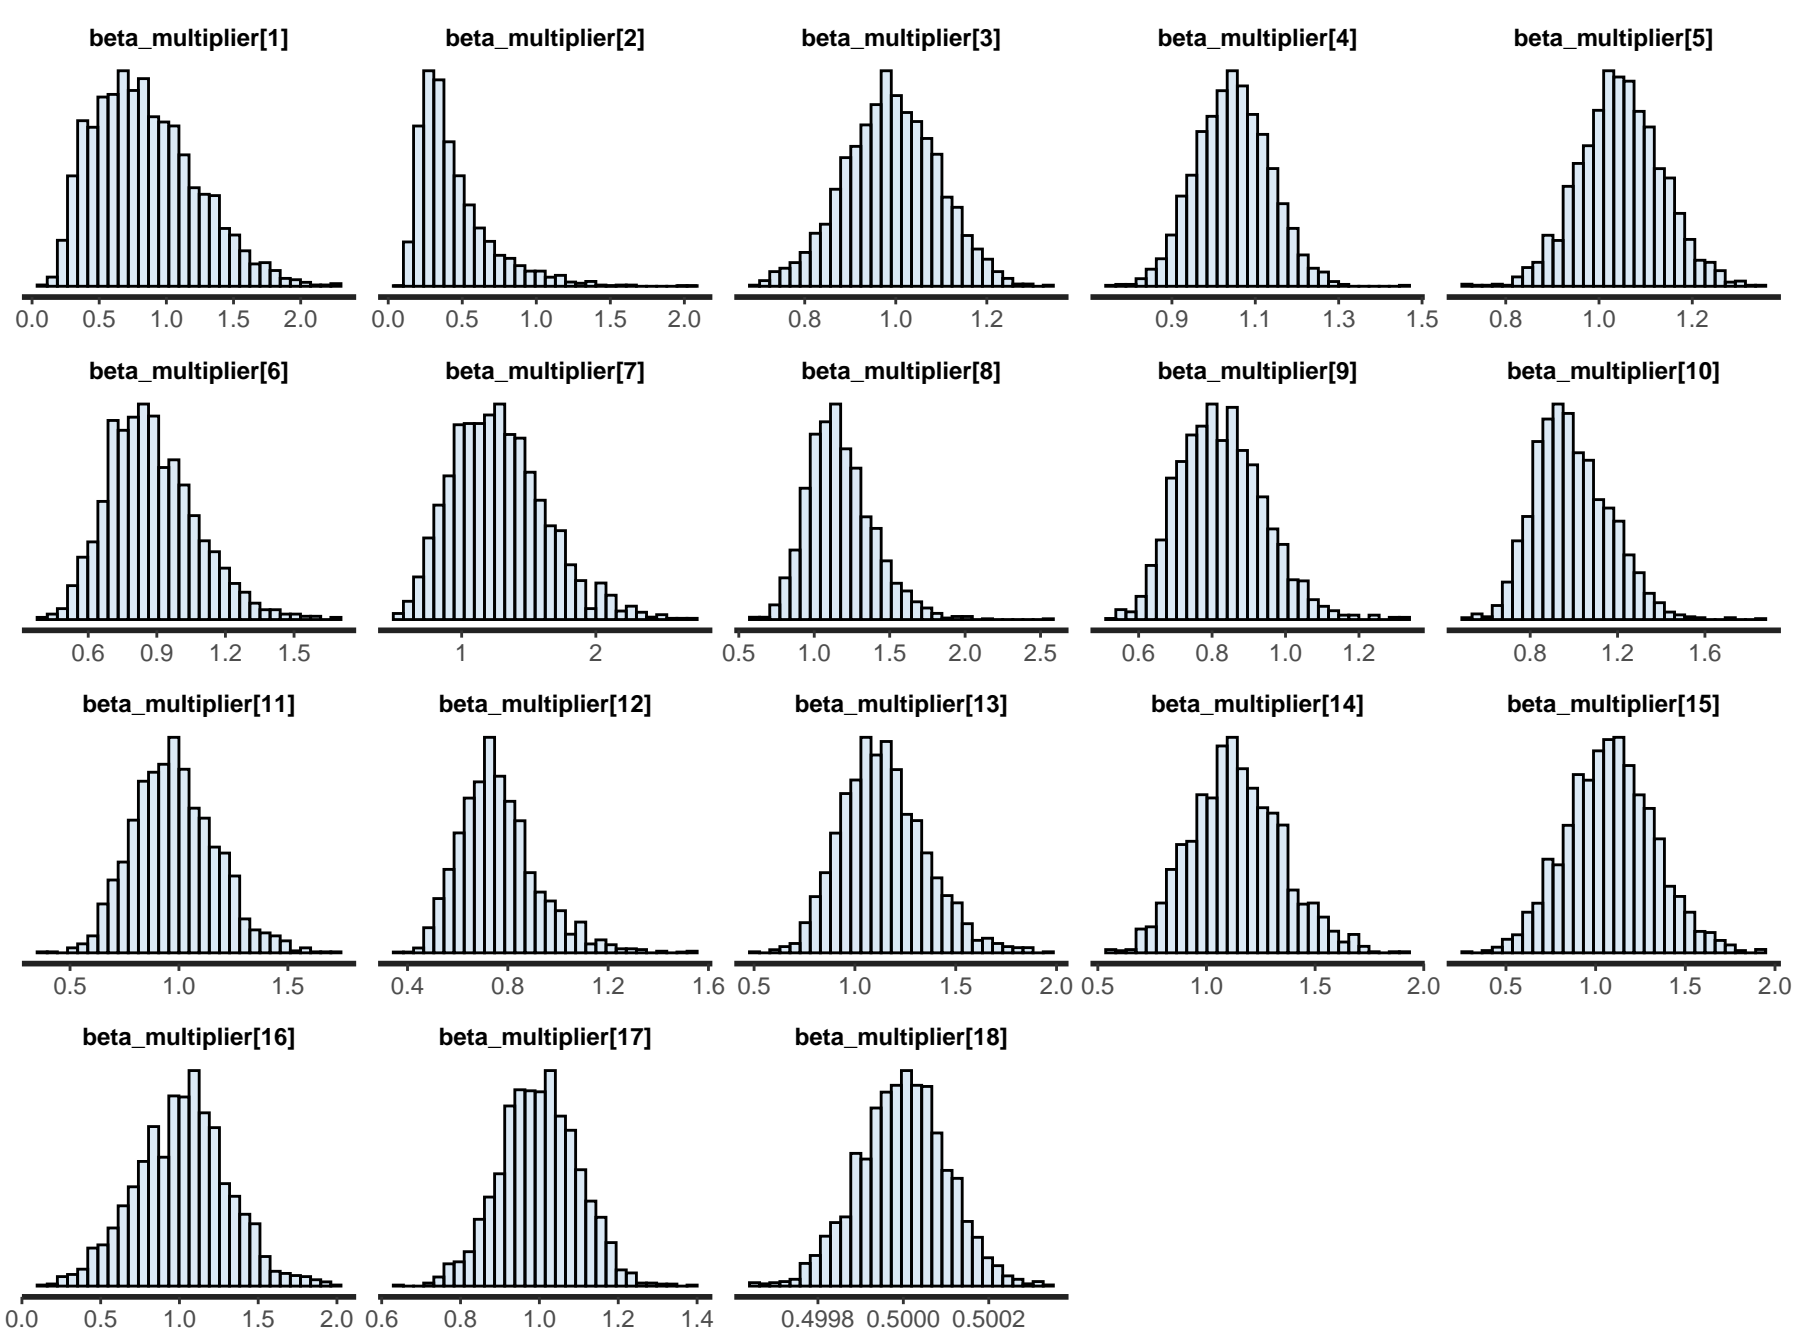 beta_multiplier[1] beta_multiplier[2] beta_multiplier[3] beta_multiplier[4] beta_multiplier[5]
0.0 0.5 1.0 1.5 2.0 0.0 0.5 1.0 1.5 2.0 0.8 1.0 1.2 0.9 1.1 1.3 1.5 0.8 1.0 1.2
beta_multiplier[6] beta_multiplier[7] beta_multiplier[8] beta_multiplier[9] beta_multiplier[10]
0.6 0.9 1.2 1.5 1 2 0.5 1.0 1.5 2.0 2.5 0.6 0.8 1.0 1.2 0.8 1.2 1.6
beta_multiplier[11] beta_multiplier[12] beta_multiplier[13] beta_multiplier[14] beta_multiplier[15]
0.5 1.0 1.5 0.4 0.8 1.2 1.6 0.5 1.0 1.5 2.0 0.5 1.0 1.5 2.0 0.5 1.0 1.5 2.0
beta_multiplier[16] beta_multiplier[17] beta_multiplier[18]
0.0 0.5 1.0 1.5 2.0 0.6 0.8 1.0 1.2 1.4 0.4998 0.5000 0.5002